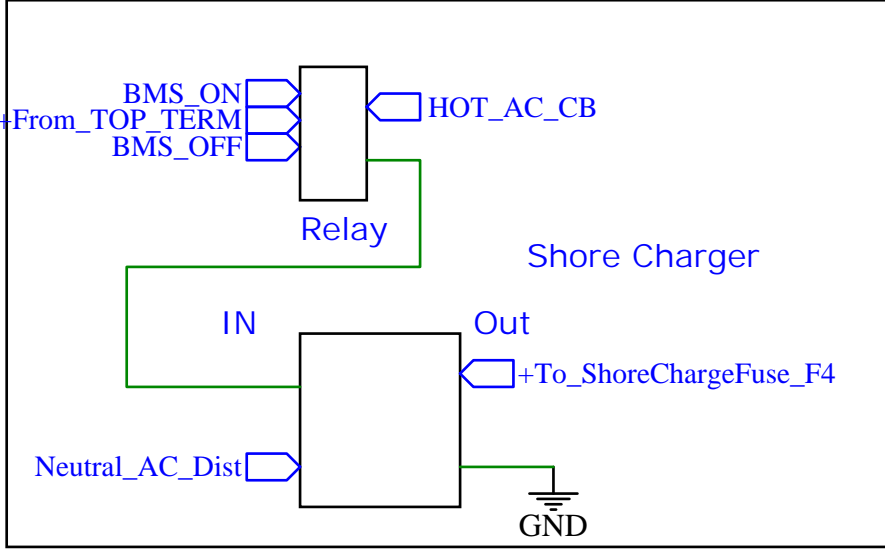 BMS_ON
+From_TOP_TERM
BMS_OFF
HOT_AC_CB
Relay
Shore Charger
IN
Out
+To_ShoreChargeFuse_F4
Neutral_AC_Dist
GND